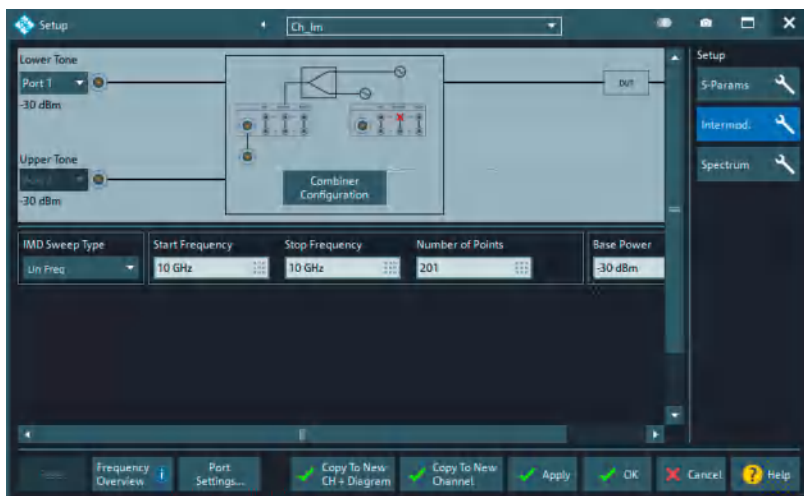 Setup
Ch_Im
Lower Tone
Port 1
-30 dBm
Upper Tone
-30 dBm
Combiner
Configuration
DUT
Setup
S-Params
Intermod.
Spectrum
IMD Sweep Type
Lin Freq
Start Frequency
10 GHz
Stop Frequency
10 GHz
Number of Points
201
Base Power
-30 dBm
Frequency
Overview
i
Port
Settings...
Copy To New
CH + Diagram
Copy To New
Channel
Apply
OK
Cancel
? Help